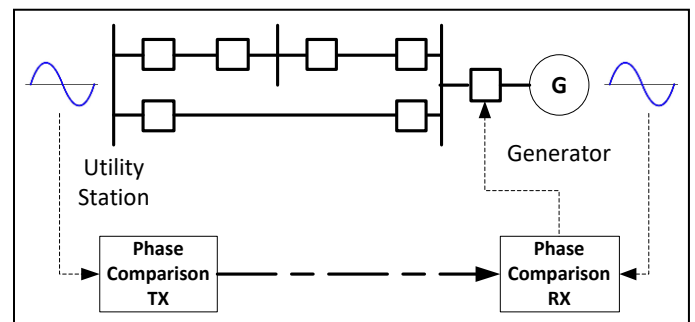 G
Utility
Station
Generator
Phase
Comparison
TX
Phase
Comparison
RX